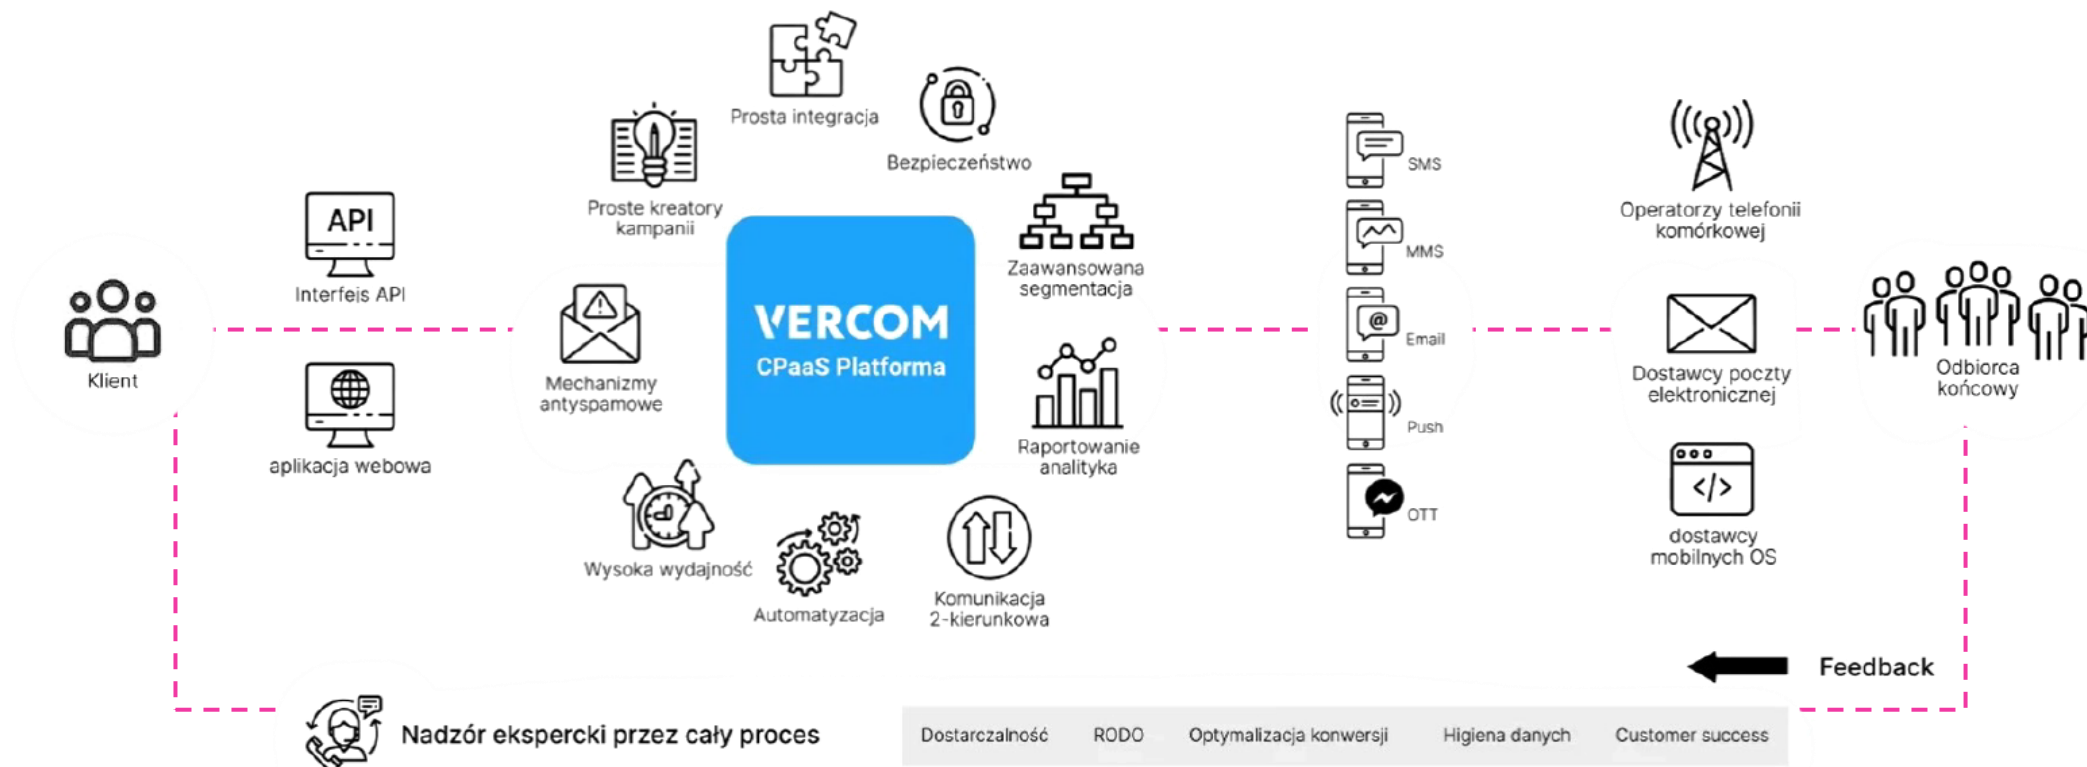 Prosta integracja
Bezpieczeństwo
Proste kreatory
kampanii
Zaawansowana
segmentacja
API
Interfejs API
Klient
aplikacja webowa
Mechanizmy
antyspamowe
VERCOM
CPaaS Platforma
Raportowanie
analityka
Wysoka wydajność
Automatyzacja
Komunikacja
2-kierunkowa
SMS
MMS
@
Email
Push
OTT
Operatorzy telefonii
komórkowej
Dostawcy poczty
elektronicznej
</>
dostawcy
mobilnych OS
Odbiorca
końcowy
Feedback
Nadzór ekspercki przez cały proces
Dostarczalność RODO Optymalizacja konwersji Higiena danych Customer success